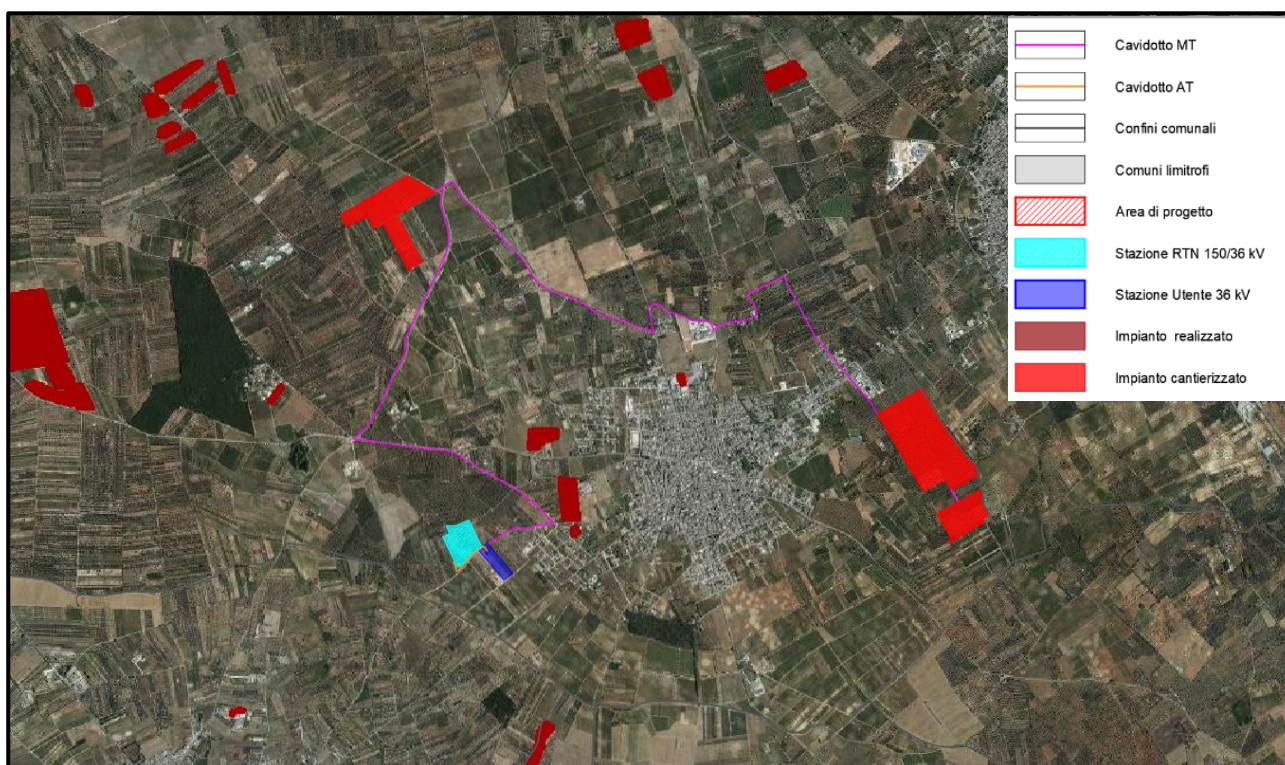 Cavidotto MT
Cavidotto AT
Confini comunali
Comuni limitrofi
Area di progetto
Stazione RTN 150/36 kV
Stazione Utente 36 kV
Impianto realizzato
Impianto cantierizzato